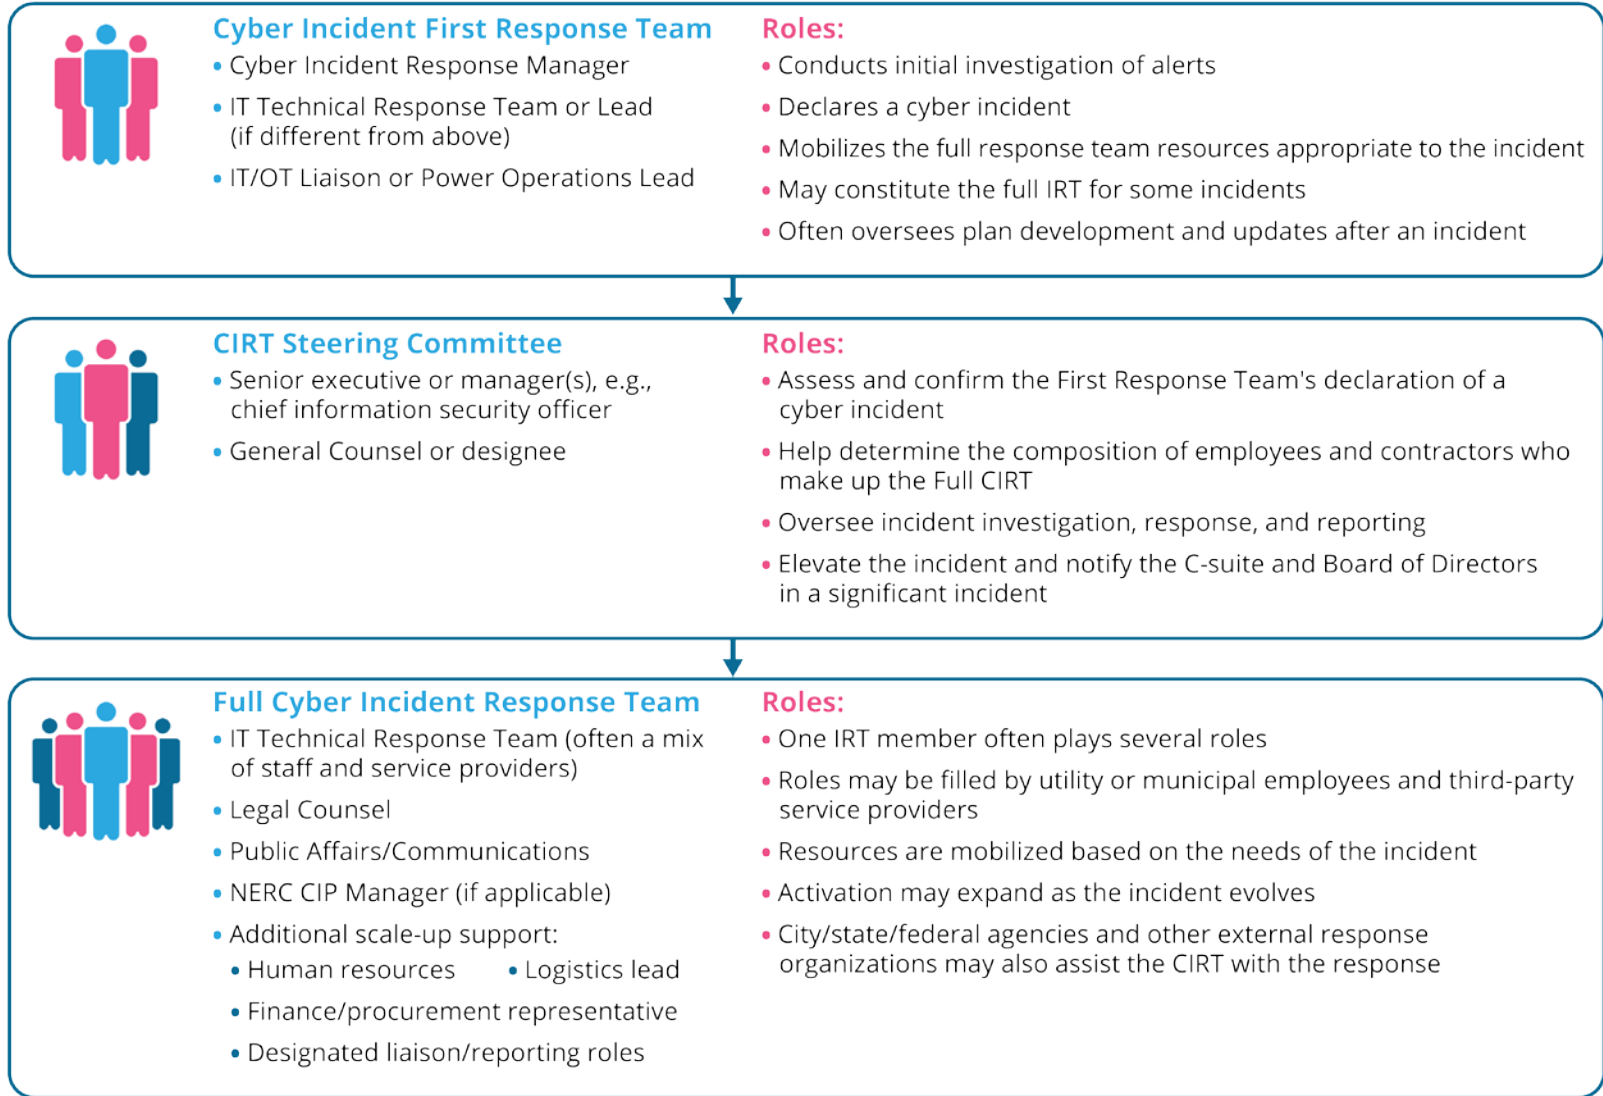 Cyber Incident First Response Team
• Cyber Incident Response Manager
• IT Technical Response Team or Lead
(if different from above)
• IT/OT Liaison or Power Operations Lead
Roles:
• Conducts initial investigation of alerts
• Declares a cyber incident
• Mobilizes the full response team resources appropriate to the incident
• May constitute the full IRT for some incidents
• Often oversees plan development and updates after an incident
CIRT Steering Committee
• Senior executive or manager(s), e.g.,
chief information security officer
• General Counsel or designee
Roles:
• Assess and confirm the First Response Team's declaration of a
cyber incident
• Help determine the composition of employees and contractors who
make up the Full CIRT
• Oversee incident investigation, response, and reporting
• Elevate the incident and notify the C-suite and Board of Directors
in a significant incident
Full Cyber Incident Response Team
• IT Technical Response Team (often a mix
of staff and service providers)
• Legal Counsel
• Public Affairs/Communications
• NERC CIP Manager (if applicable)
• Additional scale-up support:
• Human resources • Logistics lead
• Finance/procurement representative
• Designated liaison/reporting roles
Roles:
• One IRT member often plays several roles
• Roles may be filled by utility or municipal employees and third-party
service providers
• Resources are mobilized based on the needs of the incident
• Activation may expand as the incident evolves
• City/state/federal agencies and other external response
organizations may also assist the CIRT with the response